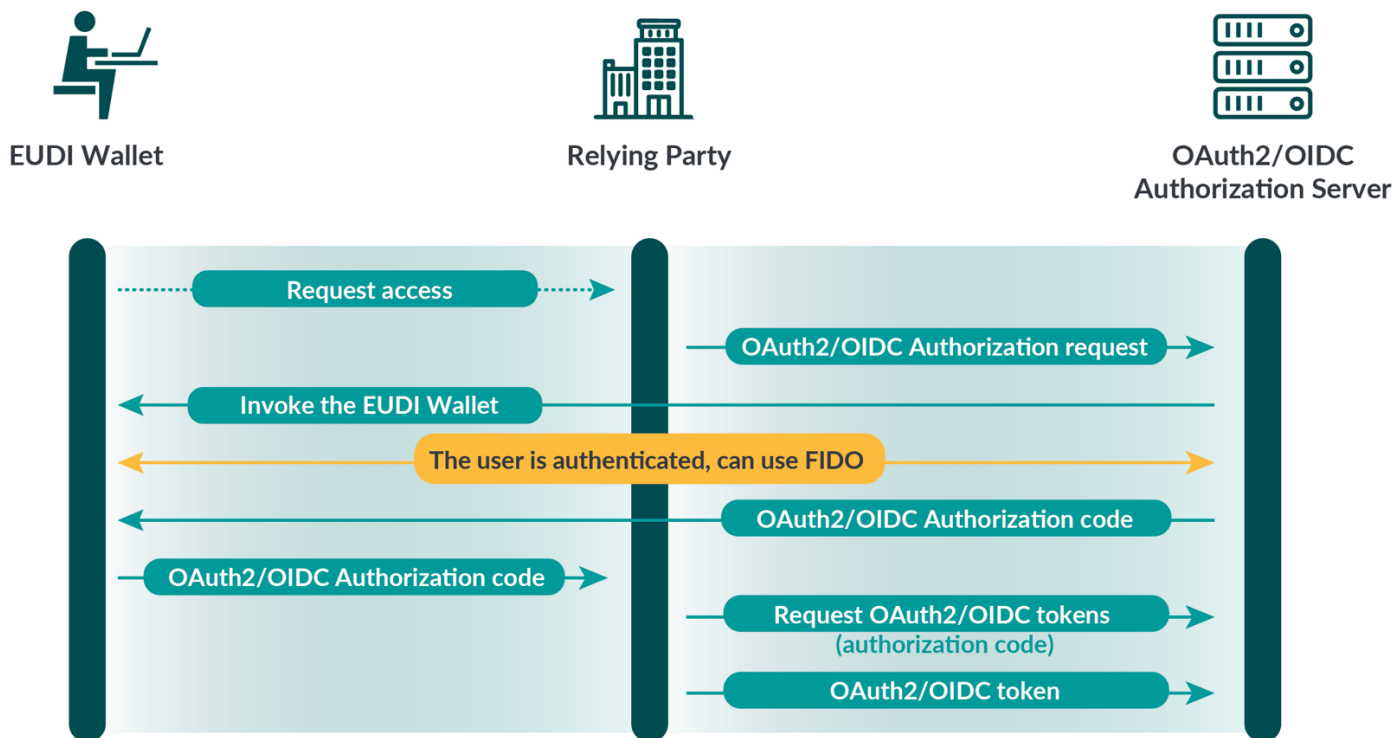 EUDI Wallet
Relying Party
OAuth2/OIDC
Authorization Server
Request access
OAuth2/OIDC Authorization request
Invoke the EUDI Wallet
The user is authenticated, can use FIDO
OAuth2/OIDC Authorization code
OAuth2/OIDC Authorization code
Request OAuth2/OIDC tokens
(authorization code)
OAuth2/OIDC token